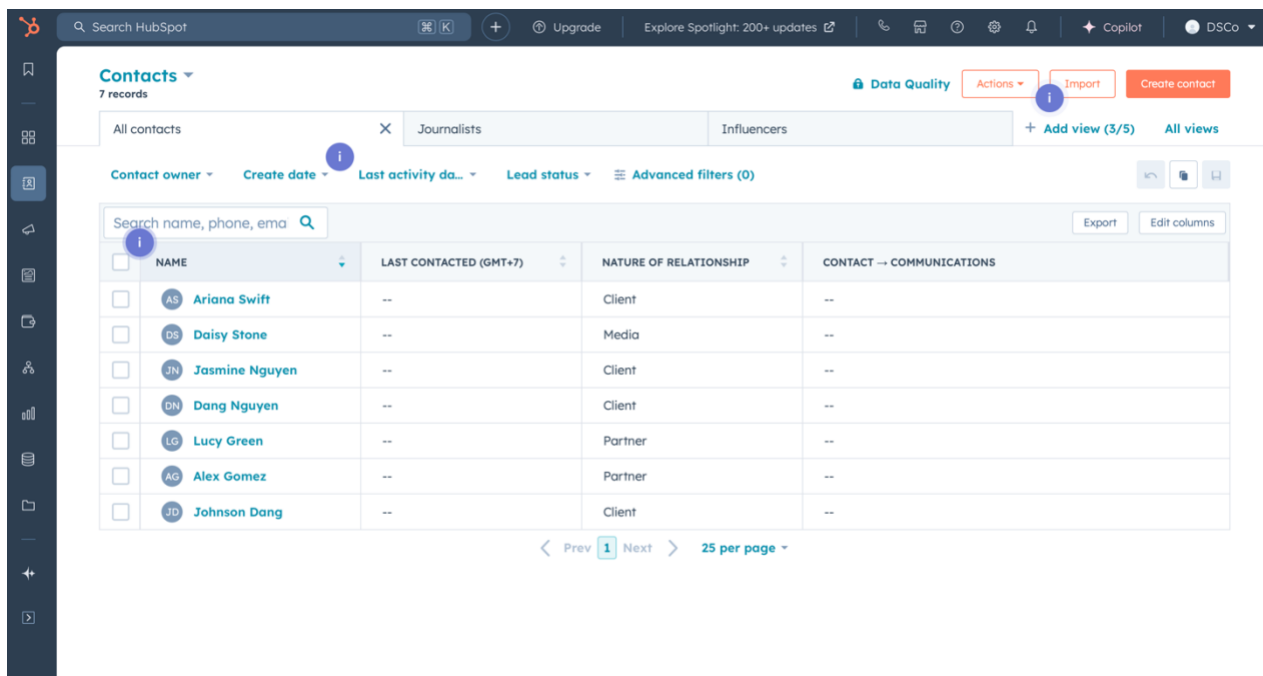 Search HubSpot ⌘ K + Upgrade Explore Spotlight: 200+ updates Copilot DSCo
Contacts
7 records
Data Quality Actions Import Create contact
i
All contacts Journalists Influencers + Add view (3/5) All views
i
Contact owner Create date Last activity da... Lead status Advanced filters (0)
Search name, phone, emai Export Edit columns
i
NAME LAST CONTACTED (GMT+7) NATURE OF RELATIONSHIP CONTACT → COMMUNICATIONS
AS Ariana Swift -- Client --
DS Daisy Stone -- Media --
JN Jasmine Nguyen -- Client --
DN Dang Nguyen -- Client --
LG Lucy Green -- Partner --
AG Alex Gomez -- Partner --
JD Johnson Dang -- Client --
Prev 1 Next 25 per page